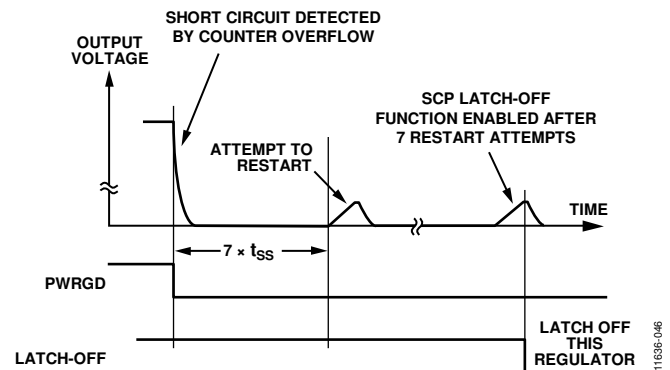 SHORT CIRCUIT DETECTED
BY COUNTER OVERFLOW
OUTPUT
VOLTAGE
SCP LATCH-OFF
FUNCTION ENABLED AFTER
7 RESTART ATTEMPTS
ATTEMPT TO
RESTART
TIME
7 × tSS
PWRGD
LATCH-OFF
LATCH OFF
THIS
REGULATOR
11636-046